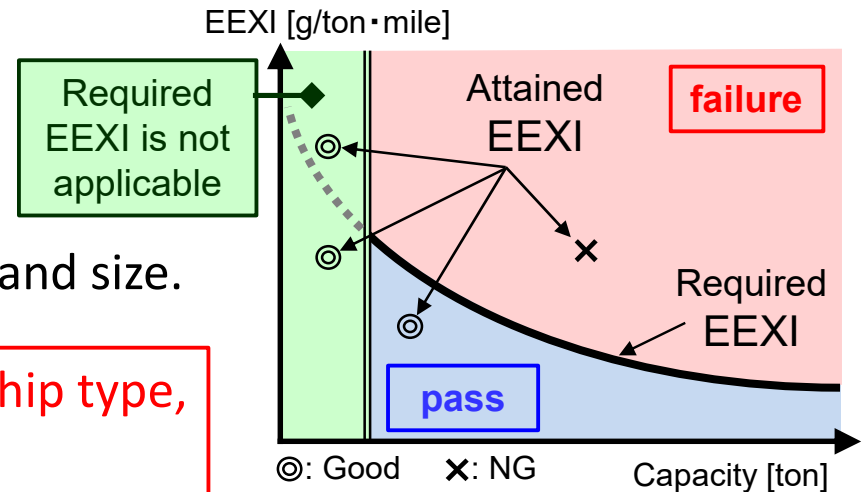 EEXI [g/ton・mile]
Required
EEXI is not
applicable
Attained
EEXI
failure
and size.
Required
EEXI
hip type,
pass
◎: Good ×: NG
Capacity [ton]